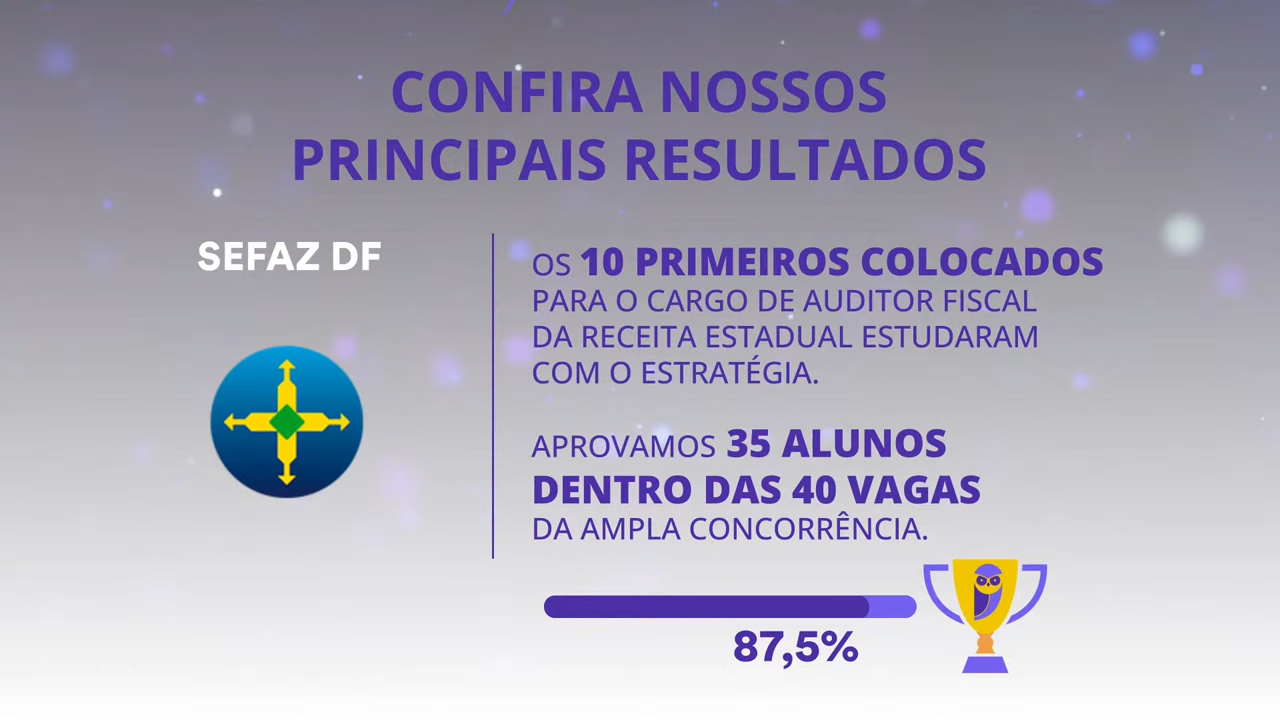 CONFIRA NOSSOS
PRINCIPAIS RESULTADOS
SEFAZ DF
OS 10 PRIMEIROS COLOCADOS
PARA O CARGO DE AUDITOR FISCAL
DA RECEITA ESTADUAL ESTUDARAM
COM O ESTRATÉGIA.
APROVAMOS 35 ALUNOS
DENTRO DAS 40 VAGAS
DA AMPLA CONCORRÊNCIA.
87,5%